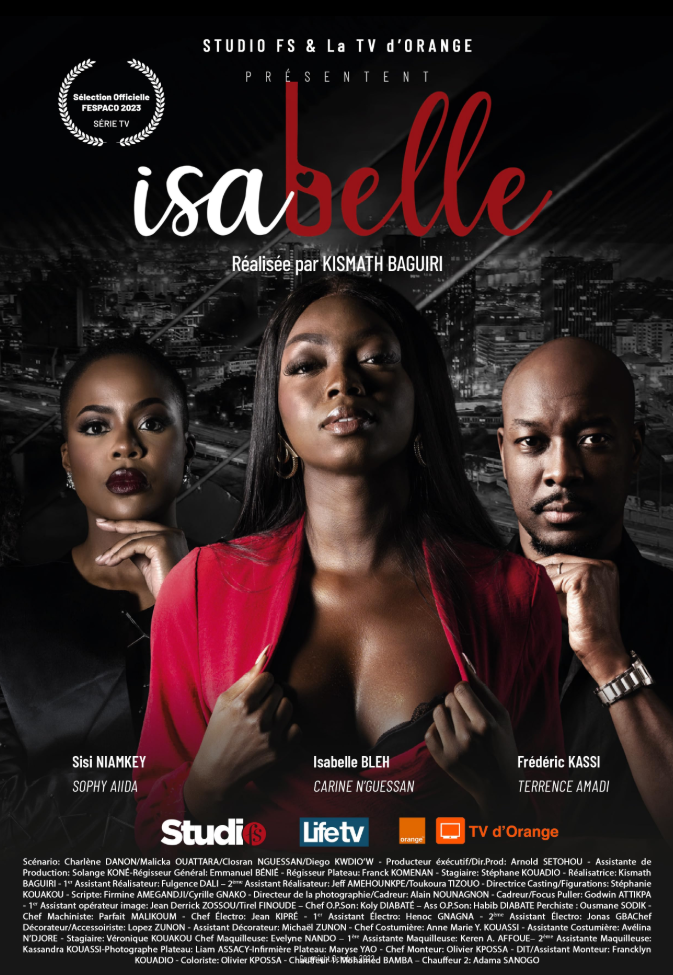 STUDIO FS & La TV d'ORANGE
PRÉSENTENT
Sélection Officielle
FESPACO 2023
SÉRIE TV
isabelle
Réalisée par KISMATH BAGUIRI
Sisi NIAMKEY
Isabelle BLEH
Frédéric KASSI
SOPHY AIIDA
CARINE N'GUESSAN
TERRENCE AMADI
Studio FS
Life tv
orange
TV d'Orange
Scénario: Charlène DANON/Malicka OUATTARA/Closran NGUESSAN/Diego KWDIO'W - Producteur éxécutif/Dir.Prod: Arnold SETOHOU - Assistante de
Production: Solange KONÉ-Régisseur Général: Emmanuel BÉNIÉ - Régisseur Plateau: Franck KOMENAN - Stagiaire: Stéphane KOUADIO - Réalisatrice: Kismath
BAGUIRI - 1er Assistant Réalisateur: Fulgence DALI – 2ème Assistant Réalisateur: Jeff AMEHOUNKPE/Toukoura TIZOUO - Directrice Casting/Figurations: Stéphanie
KOUAKOU - Scripte: Firmine AMEGANDJI/Cyrille GNAKO - Directeur de la photographie/Cadreur: Alain NOUNAGNON - Cadreur/Focus Puller: Godwin ATTIKPA
- 1er Assistant opérateur image: Jean Derrick ZOSSOU/Tirel FINOUDE – Chef O.P.Son: Koly DIABATÉ – Ass O.P.Son: Habib DIABATE Perchiste : Ousmane SODIK -
Chef Machiniste: Parfait MALIKOUM - Chef Électro: Jean KIPRÉ - 1er Assistant Électro: Henoc GNAGNA - 2ème Assistant Électro: Jonas GBAChef
Décorateur/Accessoiriste: Lopez ZUNON - Assistant Décorateur: Michaël ZUNON - Chef Costumière: Anne Marie Y. KOUASSI - Assistante Costumière: Avélina
N'DJORE - Stagiaire: Véronique KOUAKOU Chef Maquilleuse: Evelyne NANDO – 1ère Assistante Maquilleuse: Keren A. AFFOUE– 2ème Assistante Maquilleuse:
Kassandra KOUASSI-Photographe Plateau: Liam ASSACY-Infirmière Plateau: Maryse YAO - Chef Monteur: Olivier KPOSSA - DIT/Assistant Monteur: Francklyn
KOUADIO - Coloriste: Olivier KPOSSA - Chauffeur 1: Mohamed BAMBA – Chauffeur 2: Adama SANOGO